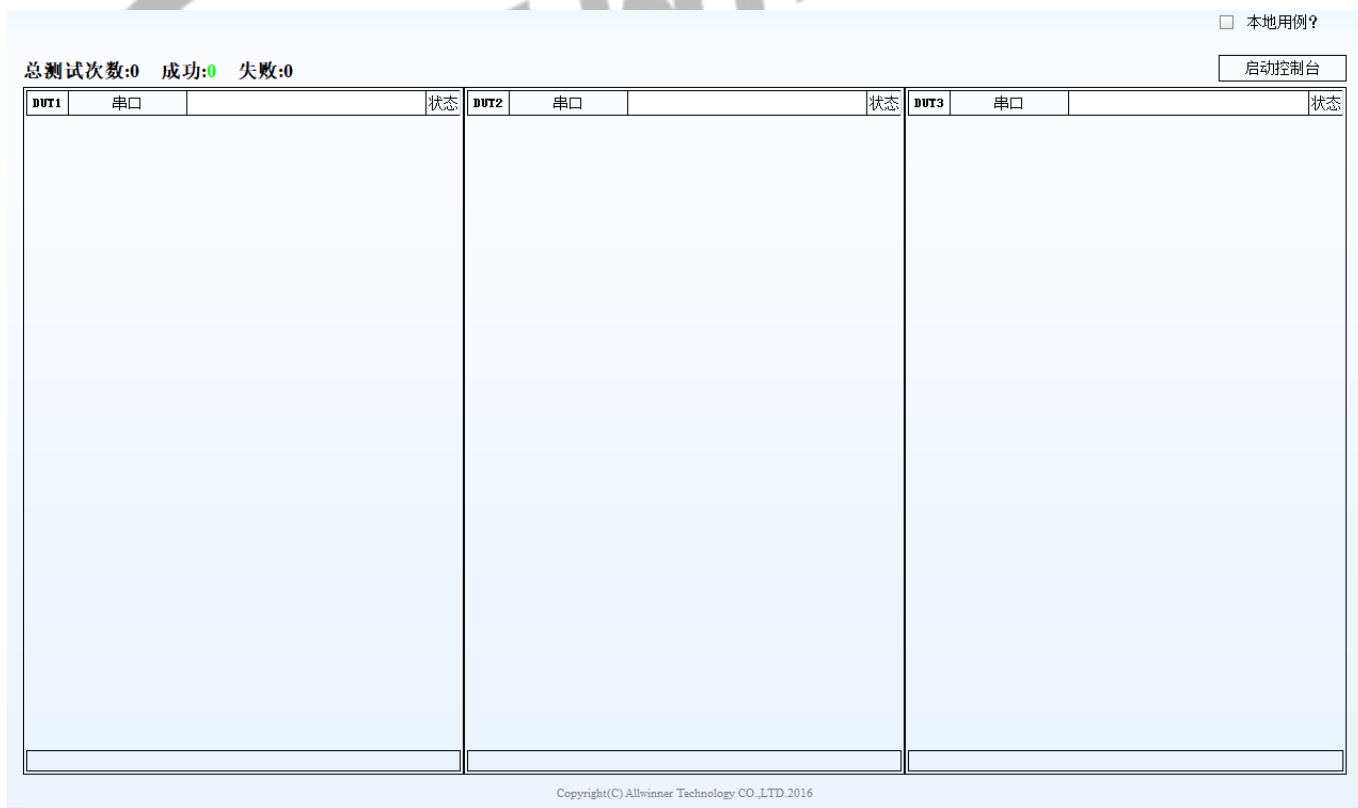 本地用例?
总测试次数:0 成功:0 失败:0
启动控制台
DUT1 串口 状态 DUT2 串口 状态 DUT3 串口 状态
Copyright(C) Allwinner Technology CO.,LTD.2016